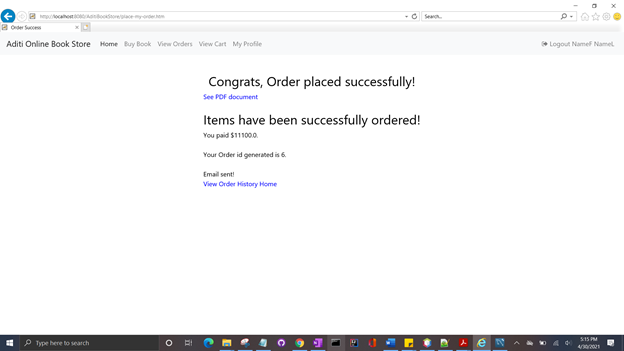 http://localhost:8080/AditiBookStore/place-my-order.htm
Search...
Order Success
Aditi Online Book Store Home Buy Book View Orders View Cart My Profile Logout NameF NameL
Congrats, Order placed successfully!
See PDF document
Items have been successfully ordered!
You paid $11100.0.
Your Order id generated is 6.
Email sent!
View Order History Home
Type here to search
5:15 PM
4/30/2021